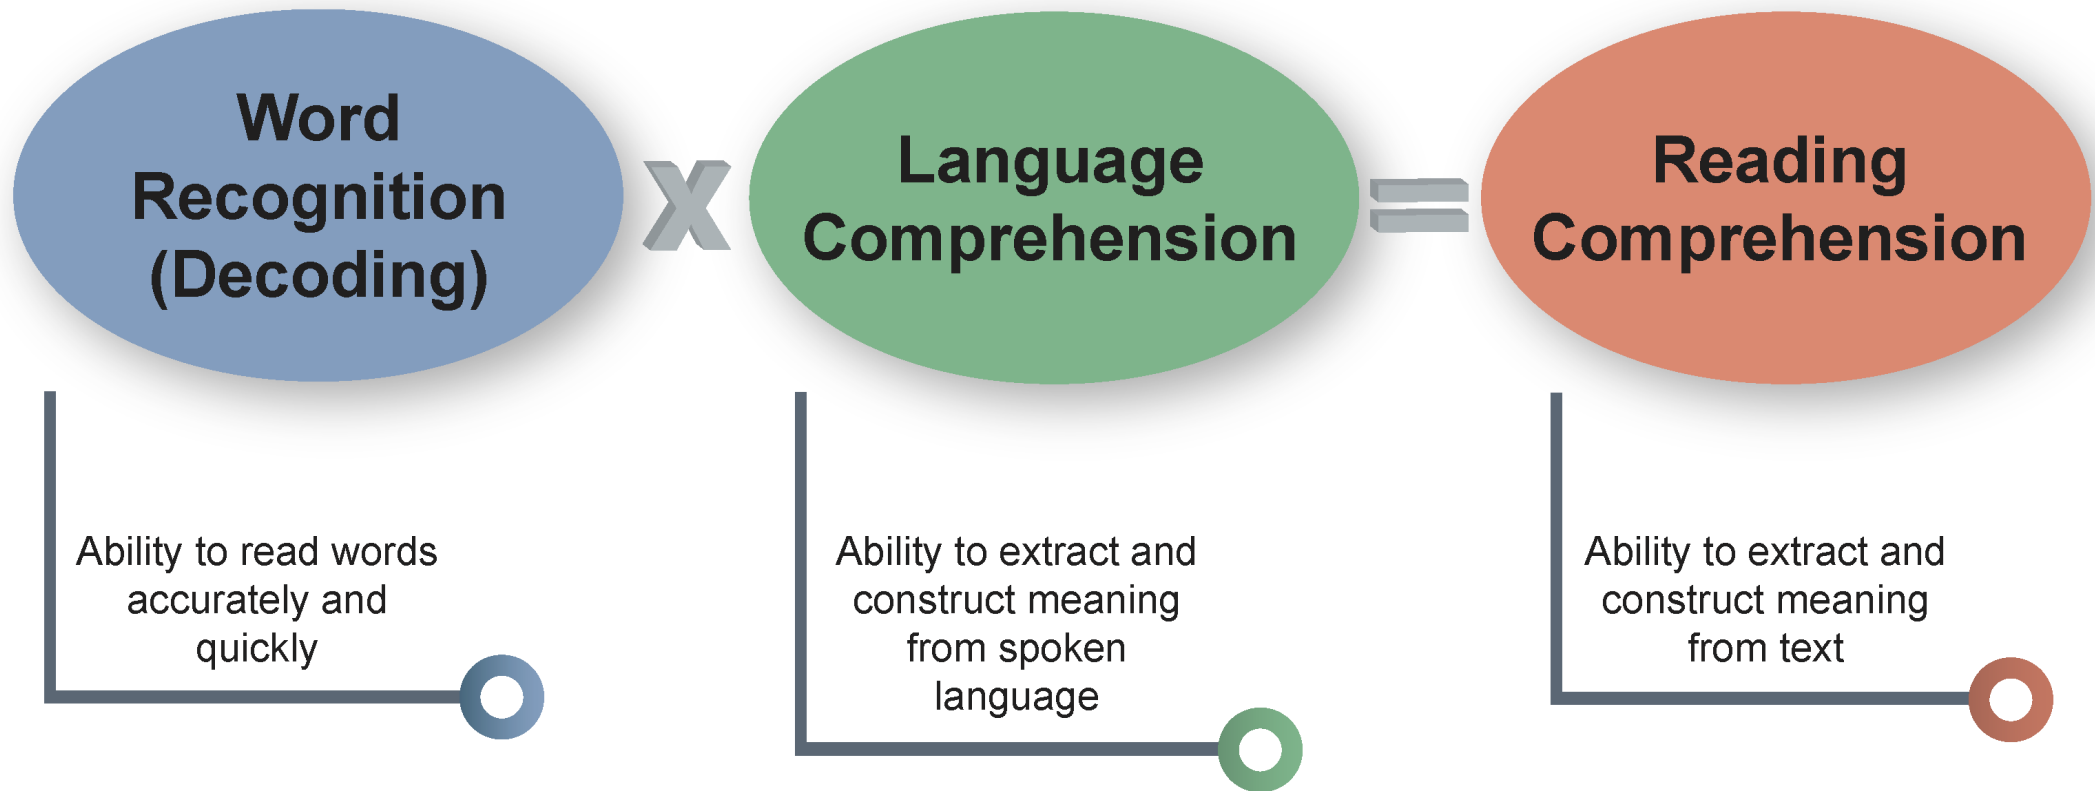 Word
Recognition
(Decoding)
x
Language
Comprehension
=
Reading
Comprehension
Ability to read words
accurately and
quickly
Ability to extract and
construct meaning
from spoken
language
Ability to extract and
construct meaning
from text